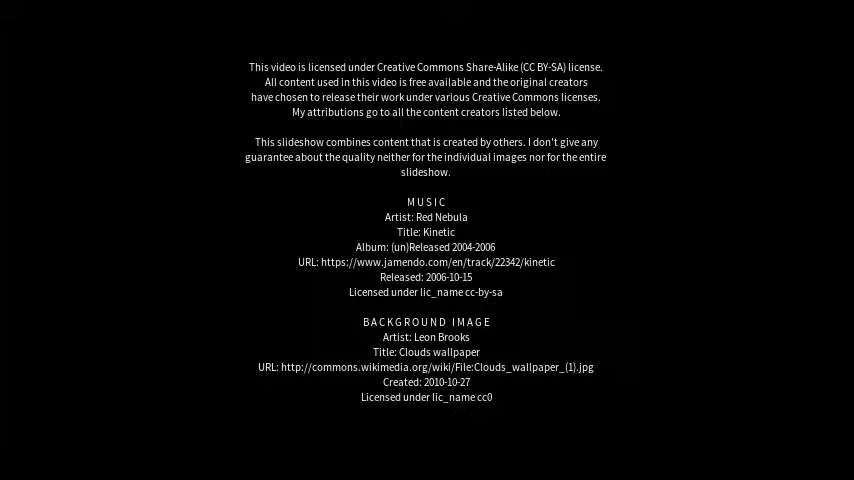 This video is licensed under Creative Commons Share-Alike (CC BY-SA) license.
All content used in this video is free available and the original creators
have chosen to release their work under various Creative Commons licenses.
My attributions go to all the content creators listed below.
This slideshow combines content that is created by others. I don't give any
guarantee about the quality neither for the individual images nor for the entire
slideshow.
MUSIC
Artist: Red Nebula
Title: Kinetic
Album: (un)Released 2004-2006
URL: https://www.jamendo.com/en/track/22342/kinetic
Released: 2006-10-15
Licensed under lic_name cc-by-sa
BACKGROUND IMAGE
Artist: Leon Brooks
Title: Clouds wallpaper
URL: http://commons.wikimedia.org/wiki/File:Clouds_wallpaper_(1).jpg
Created: 2010-10-27
Licensed under lic_name cc0